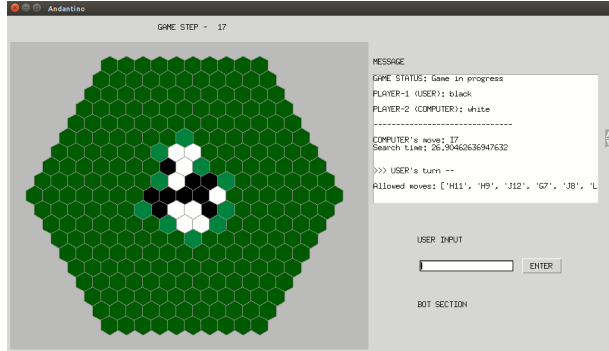 Andantino
GAME STEP - 17
MESSAGE
GAME STATUS: Game in progress
PLAYER-1 (USER): black
PLAYER-2 (COMPUTER): white
------------------------------
COMPUTER's move: I7
Search time: 26.90462636947632
>>> USER's turn --
Allowed moves: ['H11', 'H9', 'J12', 'G7', 'J8', 'L
USER INPUT
ENTER
BOT SECTION